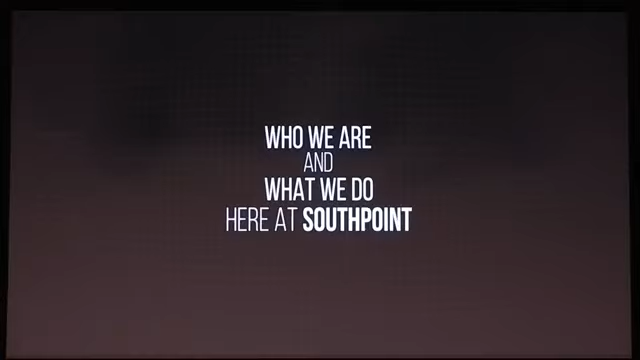 WHO WE ARE
AND
WHAT WE DO
HERE AT SOUTHPOINT